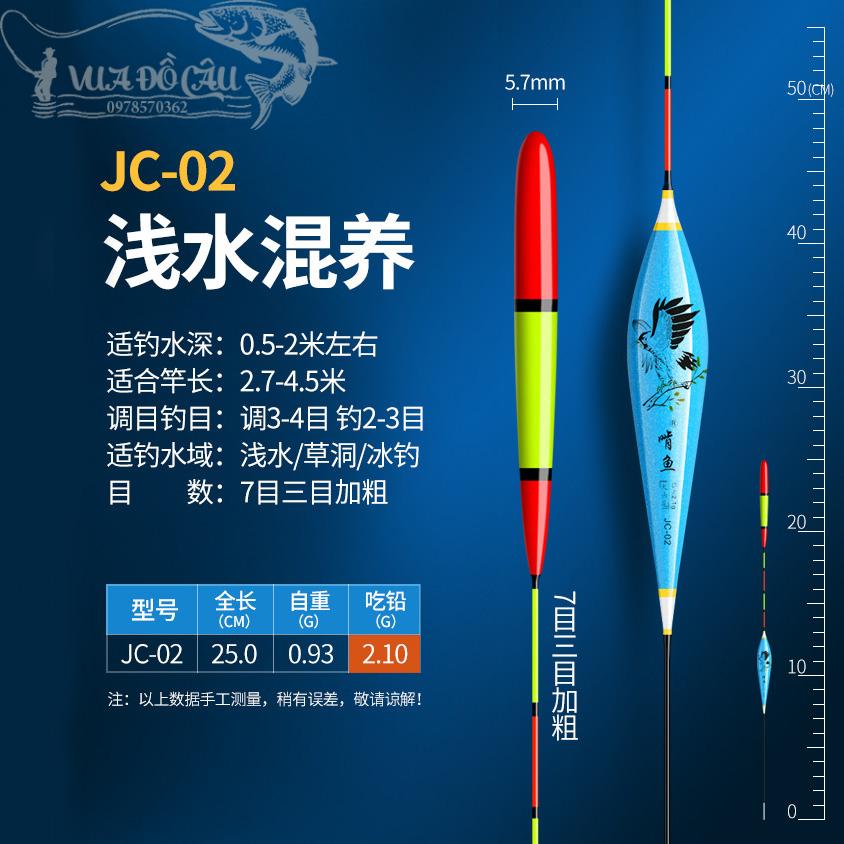 VUA ĐỒ CÂU
0978570362
JC-02
浅水混养
适钓水深：0.5-2米左右
适合竿长：2.7-4.5米
调目钓目：调3-4目 钓2-3目
适钓水域：浅水/草洞/冰钓
目 数：7目三目加粗
型号 全长(CM) 自重(G) 吃铅(G)
JC-02 25.0 0.93 2.10
注：以上数据手工测量，稍有误差，敬请谅解！
5.7mm
7目三目加粗
啃鱼
JC-02
50(CM)
40
30
20
10
0